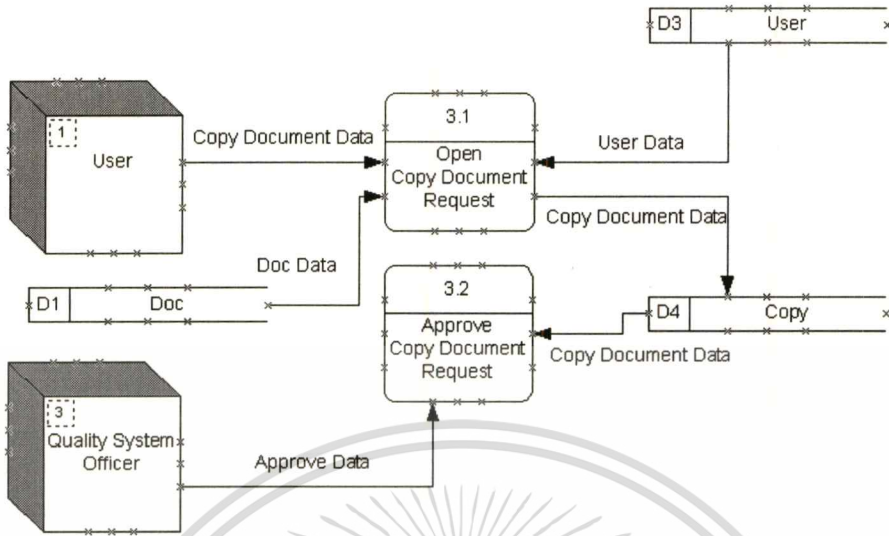 D3 User
1
User
Copy Document Data
3.1
Open
Copy Document
Request
User Data
Copy Document Data
Doc Data
D1 Doc
3.2
Approve
Copy Document
Request
D4 Copy
Copy Document Data
3
Quality System
Officer
Approve Data